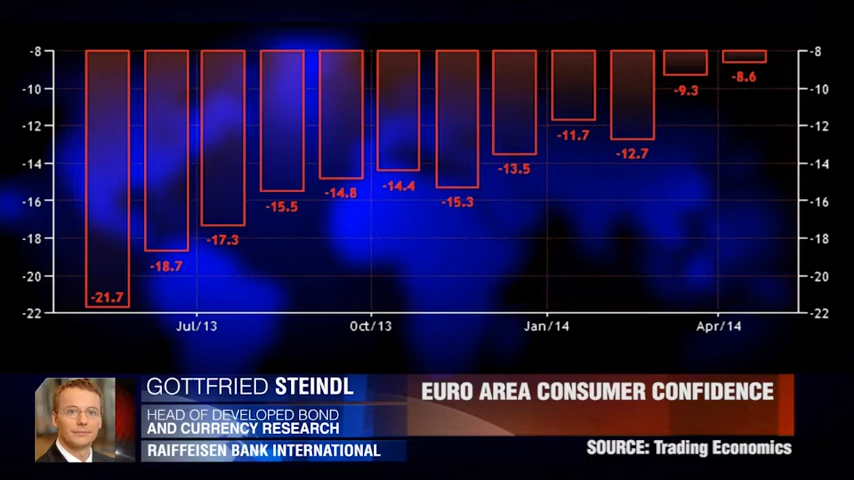 -8 -8
-10 -10
-12 -12
-14 -14
-16 -16
-18 -18
-20 -20
-22 -22
-21.7
-18.7
-17.3
-15.5
-14.8
-14.4
-15.3
-13.5
-11.7
-12.7
-9.3
-8.6
Jul/13 Oct/13 Jan/14 Apr/14
GOTTFRIED STEINDL
HEAD OF DEVELOPED BOND
AND CURRENCY RESEARCH
RAIFFEISEN BANK INTERNATIONAL
EURO AREA CONSUMER CONFIDENCE
SOURCE: Trading Economics